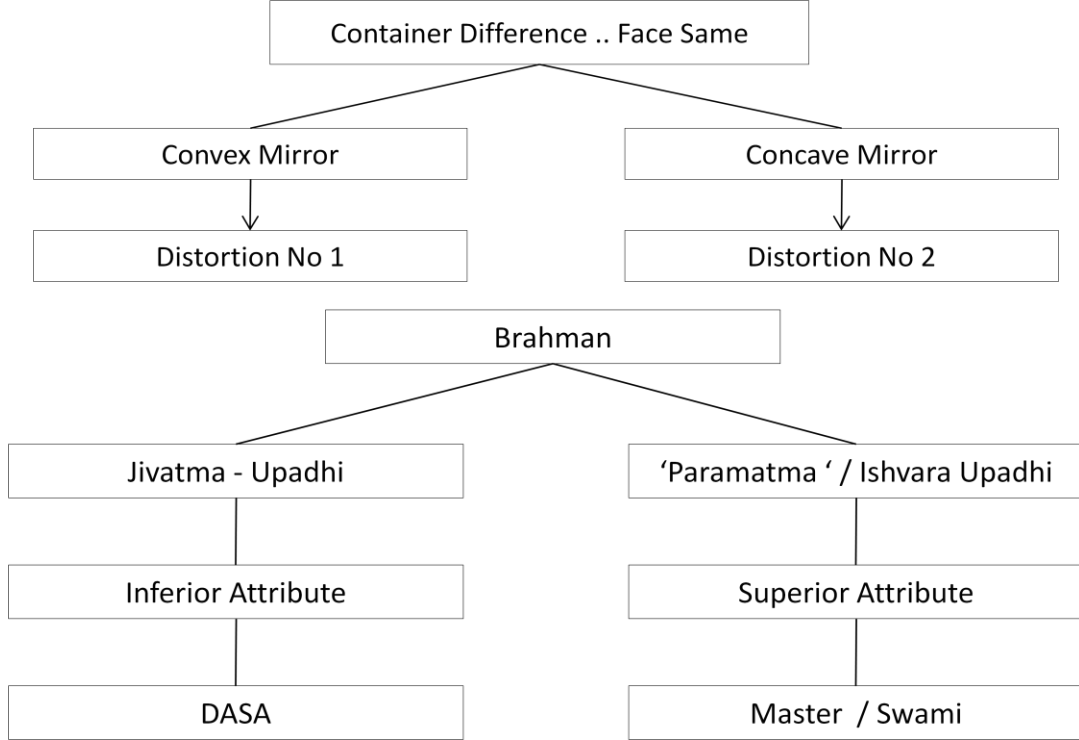 Container Difference .. Face Same
Convex Mirror
Concave Mirror
Distortion No 1
Distortion No 2
Brahman
Jivatma - Upadhi
‘Paramatma ‘ / Ishvara Upadhi
Inferior Attribute
Superior Attribute
DASA
Master / Swami